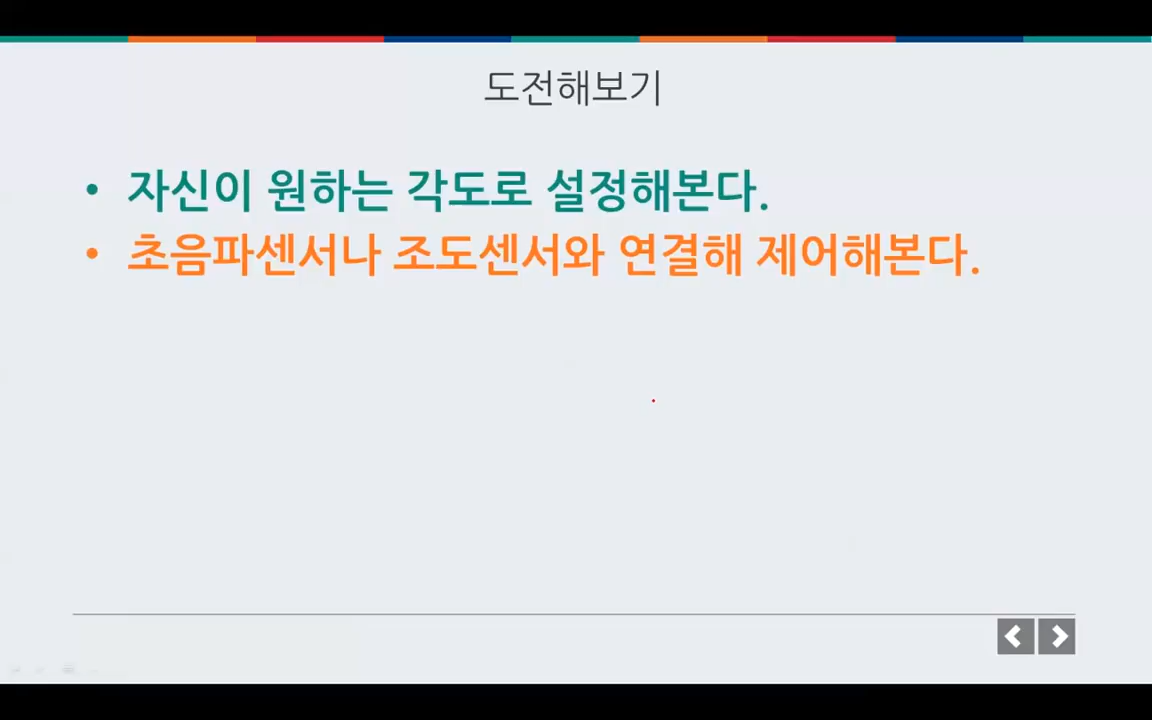 도전해보기
• 자신이 원하는 각도로 설정해본다.
• 초음파센서나 조도센서와 연결해 제어해본다.